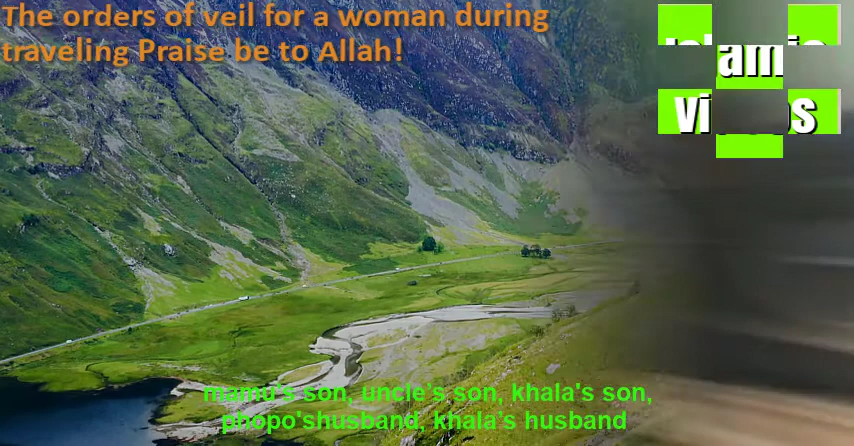 The orders of veil for a woman during
traveling Praise be to Allah!
mamu's son, uncle's son, khala's son,
phopo'shusband, khala's husband